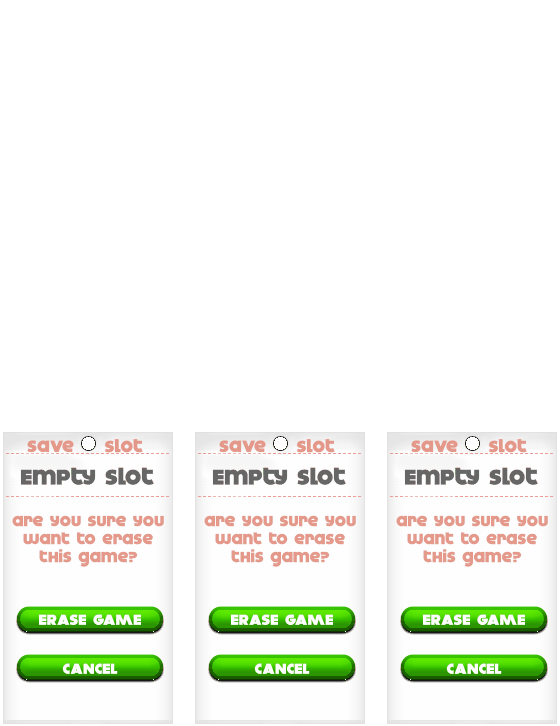 save slot save slot save slot
Empty Slot Empty Slot Empty Slot
are you sure you are you sure you are you sure you
want to erase want to erase want to erase
this game? this game? this game?
ERASE GAME ERASE GAME ERASE GAME
CANCEL CANCEL CANCEL